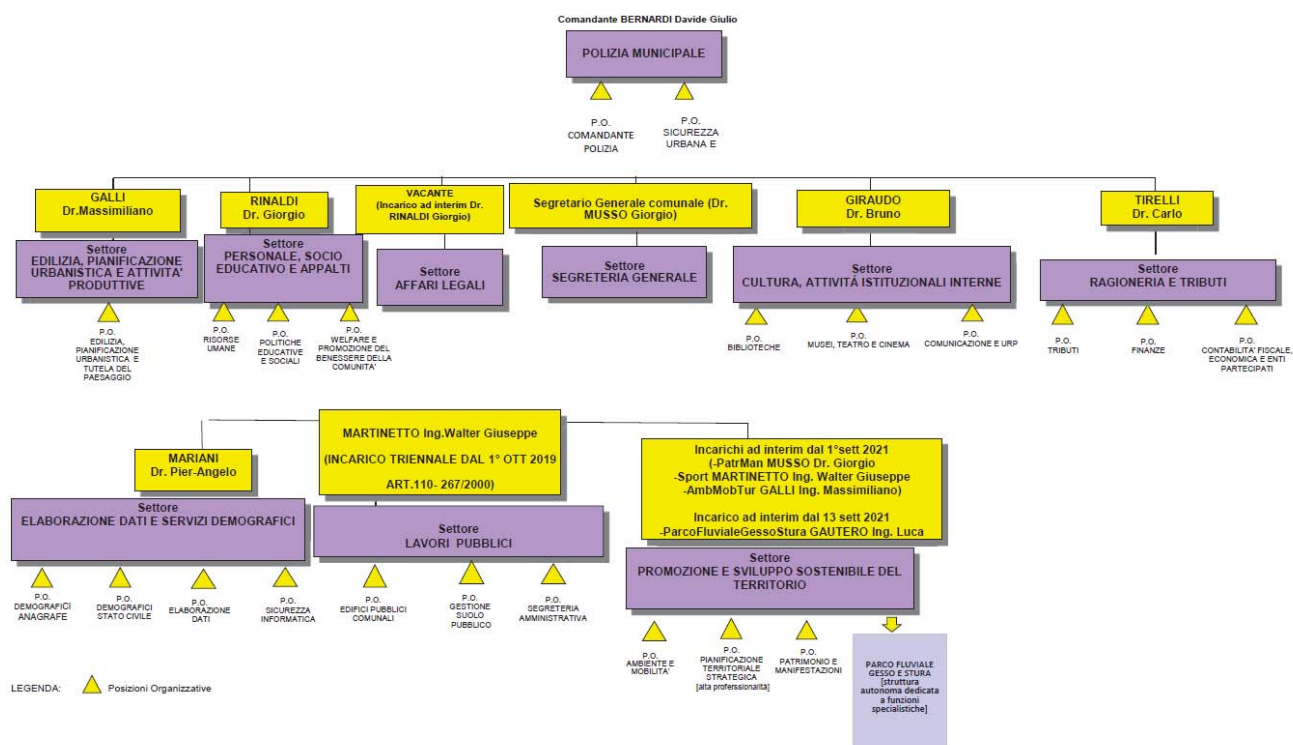 Comandante BERNARDI Davide Giulio
POLIZIA MUNICIPALE
P.O.
COMANDANTE
POLIZIA
P.O.
SICUREZZA
URBANA E
GALLI
Dr.Massimiliano
Settore
EDILIZIA, PIANIFICAZIONE
URBANISTICA E ATTIVITA'
PRODUTTIVE
P.O.
EDILIZIA,
PIANIFICAZIONE
URBANISTICA E
TUTELA DEL
PAESAGGIO
RINALDI
Dr. Giorgio
Settore
PERSONALE, SOCIO
EDUCATIVO E APPALTI
P.O.
RISORSE
UMANE
P.O.
POLITICHE
EDUCATIVE
E SOCIALI
P.O.
WELFARE E
PROMOZIONE DEL
BENESSERE DELLA
COMUNITA'
VACANTE
(Incarico ad interim Dr.
RINALDI Giorgio)
Settore
AFFARI LEGALI
Segretario Generale comunale (Dr.
MUSSO Giorgio)
Settore
SEGRETERIA GENERALE
GIRAUDO
Dr. Bruno
Settore
CULTURA, ATTIVITÁ ISTITUZIONALI INTERNE
P.O.
BIBLIOTECHE
P.O.
MUSEI, TEATRO E CINEMA
P.O.
COMUNICAZIONE E URP
TIRELLI
Dr. Carlo
Settore
RAGIONERIA E TRIBUTI
P.O.
TRIBUTI
P.O.
FINANZE
P.O.
CONTABILITA' FISCALE,
ECONOMICA E ENTI
PARTECIPATI
MARIANI
Dr. Pier-Angelo
Settore
ELABORAZIONE DATI E SERVIZI DEMOGRAFICI
P.O.
DEMOGRAFICI
ANAGRAFE
P.O.
DEMOGRAFICI
STATO CIVILE
P.O.
ELABORAZIONE
DATI
P.O.
SICUREZZA
INFORMATICA
MARTINETTO Ing.Walter Giuseppe
(INCARICO TRIENNALE DAL 1° OTT 2019
ART.110- 267/2000)
Settore
LAVORI PUBBLICI
P.O.
EDIFICI PUBBLICI
COMUNALI
P.O.
GESTIONE
SUOLO
PUBBLICO
P.O.
SEGRETERIA
AMMINISTRATIVA
Incarichi ad interim dal 1°sett 2021
(-PatrMan MUSSO Dr. Giorgio
-Sport MARTINETTO Ing. Walter Giuseppe
-AmbMobTur GALLI Ing. Massimiliano)
Incarico ad interim dal 13 sett 2021
-ParcoFluvialeGessoStura GAUTERO Ing. Luca
Settore
PROMOZIONE E SVILUPPO SOSTENIBILE DEL
TERRITORIO
P.O.
AMBIENTE E
MOBILITA'
P.O.
PIANIFICAZIONE
TERRITORIALE
STRATEGICA
[alta proferssionalità]
P.O.
PATRIMONIO E
MANIFESTAZIONI
PARCO FLUVIALE
GESSO E STURA
[struttura
autonoma dedicata
a funzioni
specialistiche]
LEGENDA: Posizioni Organizzative